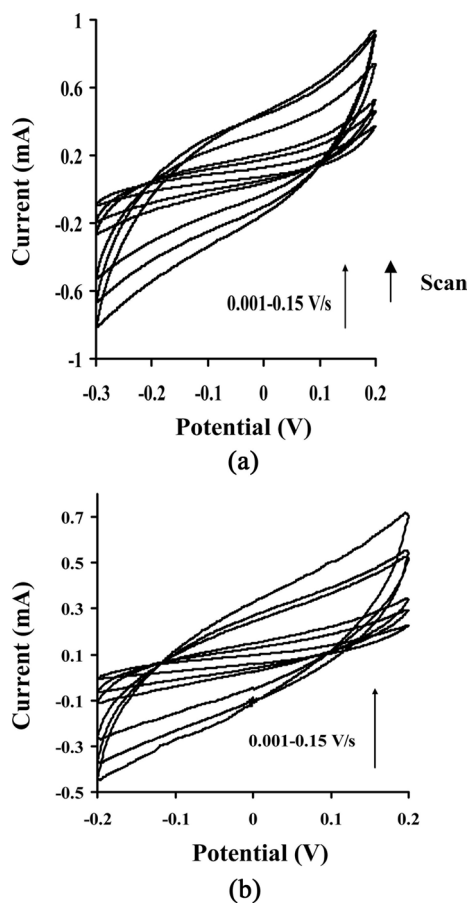 1
0.6
0.2
-0.2
-0.6
-1
Current (mA)
0.001-0.15 V/s
Scan
-0.3 -0.2 -0.1 0 0.1 0.2
Potential (V)
(a)
0.7
0.5
0.3
0.1
-0.1
-0.3
-0.5
Current (mA)
0.001-0.15 V/s
-0.2 -0.1 0 0.1 0.2
Potential (V)
(b)